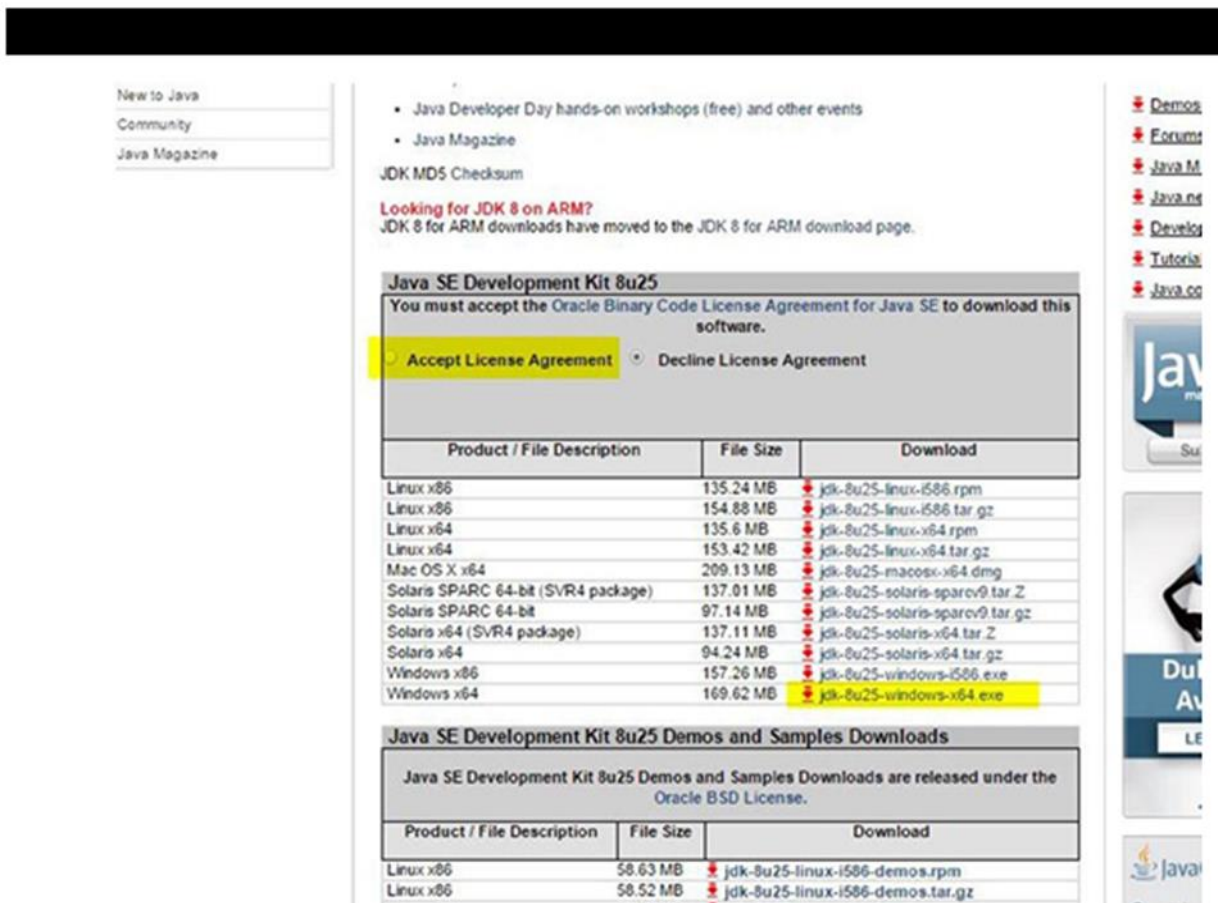 New to Java
Community
Java Magazine
• Java Developer Day hands-on workshops (free) and other events
• Java Magazine
JDK MD5 Checksum
Looking for JDK 8 on ARM?
JDK 8 for ARM downloads have moved to the JDK 8 for ARM download page.
Java SE Development Kit 8u25
You must accept the Oracle Binary Code License Agreement for Java SE to download this
software.
Accept License Agreement Decline License Agreement
Product / File Description File Size Download
Linux x86 135.24 MB jdk-8u25-linux-i586.rpm
Linux x86 154.88 MB jdk-8u25-linux-i586.tar.gz
Linux x64 135.6 MB jdk-8u25-linux-x64.rpm
Linux x64 153.42 MB jdk-8u25-linux-x64.tar.gz
Mac OS X x64 209.13 MB jdk-8u25-macosx-x64.dmg
Solaris SPARC 64-bit (SVR4 package) 137.01 MB jdk-8u25-solaris-sparcv9.tar.Z
Solaris SPARC 64-bit 97.14 MB jdk-8u25-solaris-sparcv9.tar.gz
Solaris x64 (SVR4 package) 137.11 MB jdk-8u25-solaris-x64.tar.Z
Solaris x64 94.24 MB jdk-8u25-solaris-x64.tar.gz
Windows x86 157.26 MB jdk-8u25-windows-i586.exe
Windows x64 169.62 MB jdk-8u25-windows-x64.exe
Java SE Development Kit 8u25 Demos and Samples Downloads
Java SE Development Kit 8u25 Demos and Samples Downloads are released under the
Oracle BSD License.
Product / File Description File Size Download
Linux x86 58.63 MB jdk-8u25-linux-i586-demos.rpm
Linux x86 58.52 MB jdk-8u25-linux-i586-demos.tar.gz
Demos
Forums
Java M
Java.ne
Develop
Tutorial
Java.co
Jav
Su
Du
Av
LE
Java